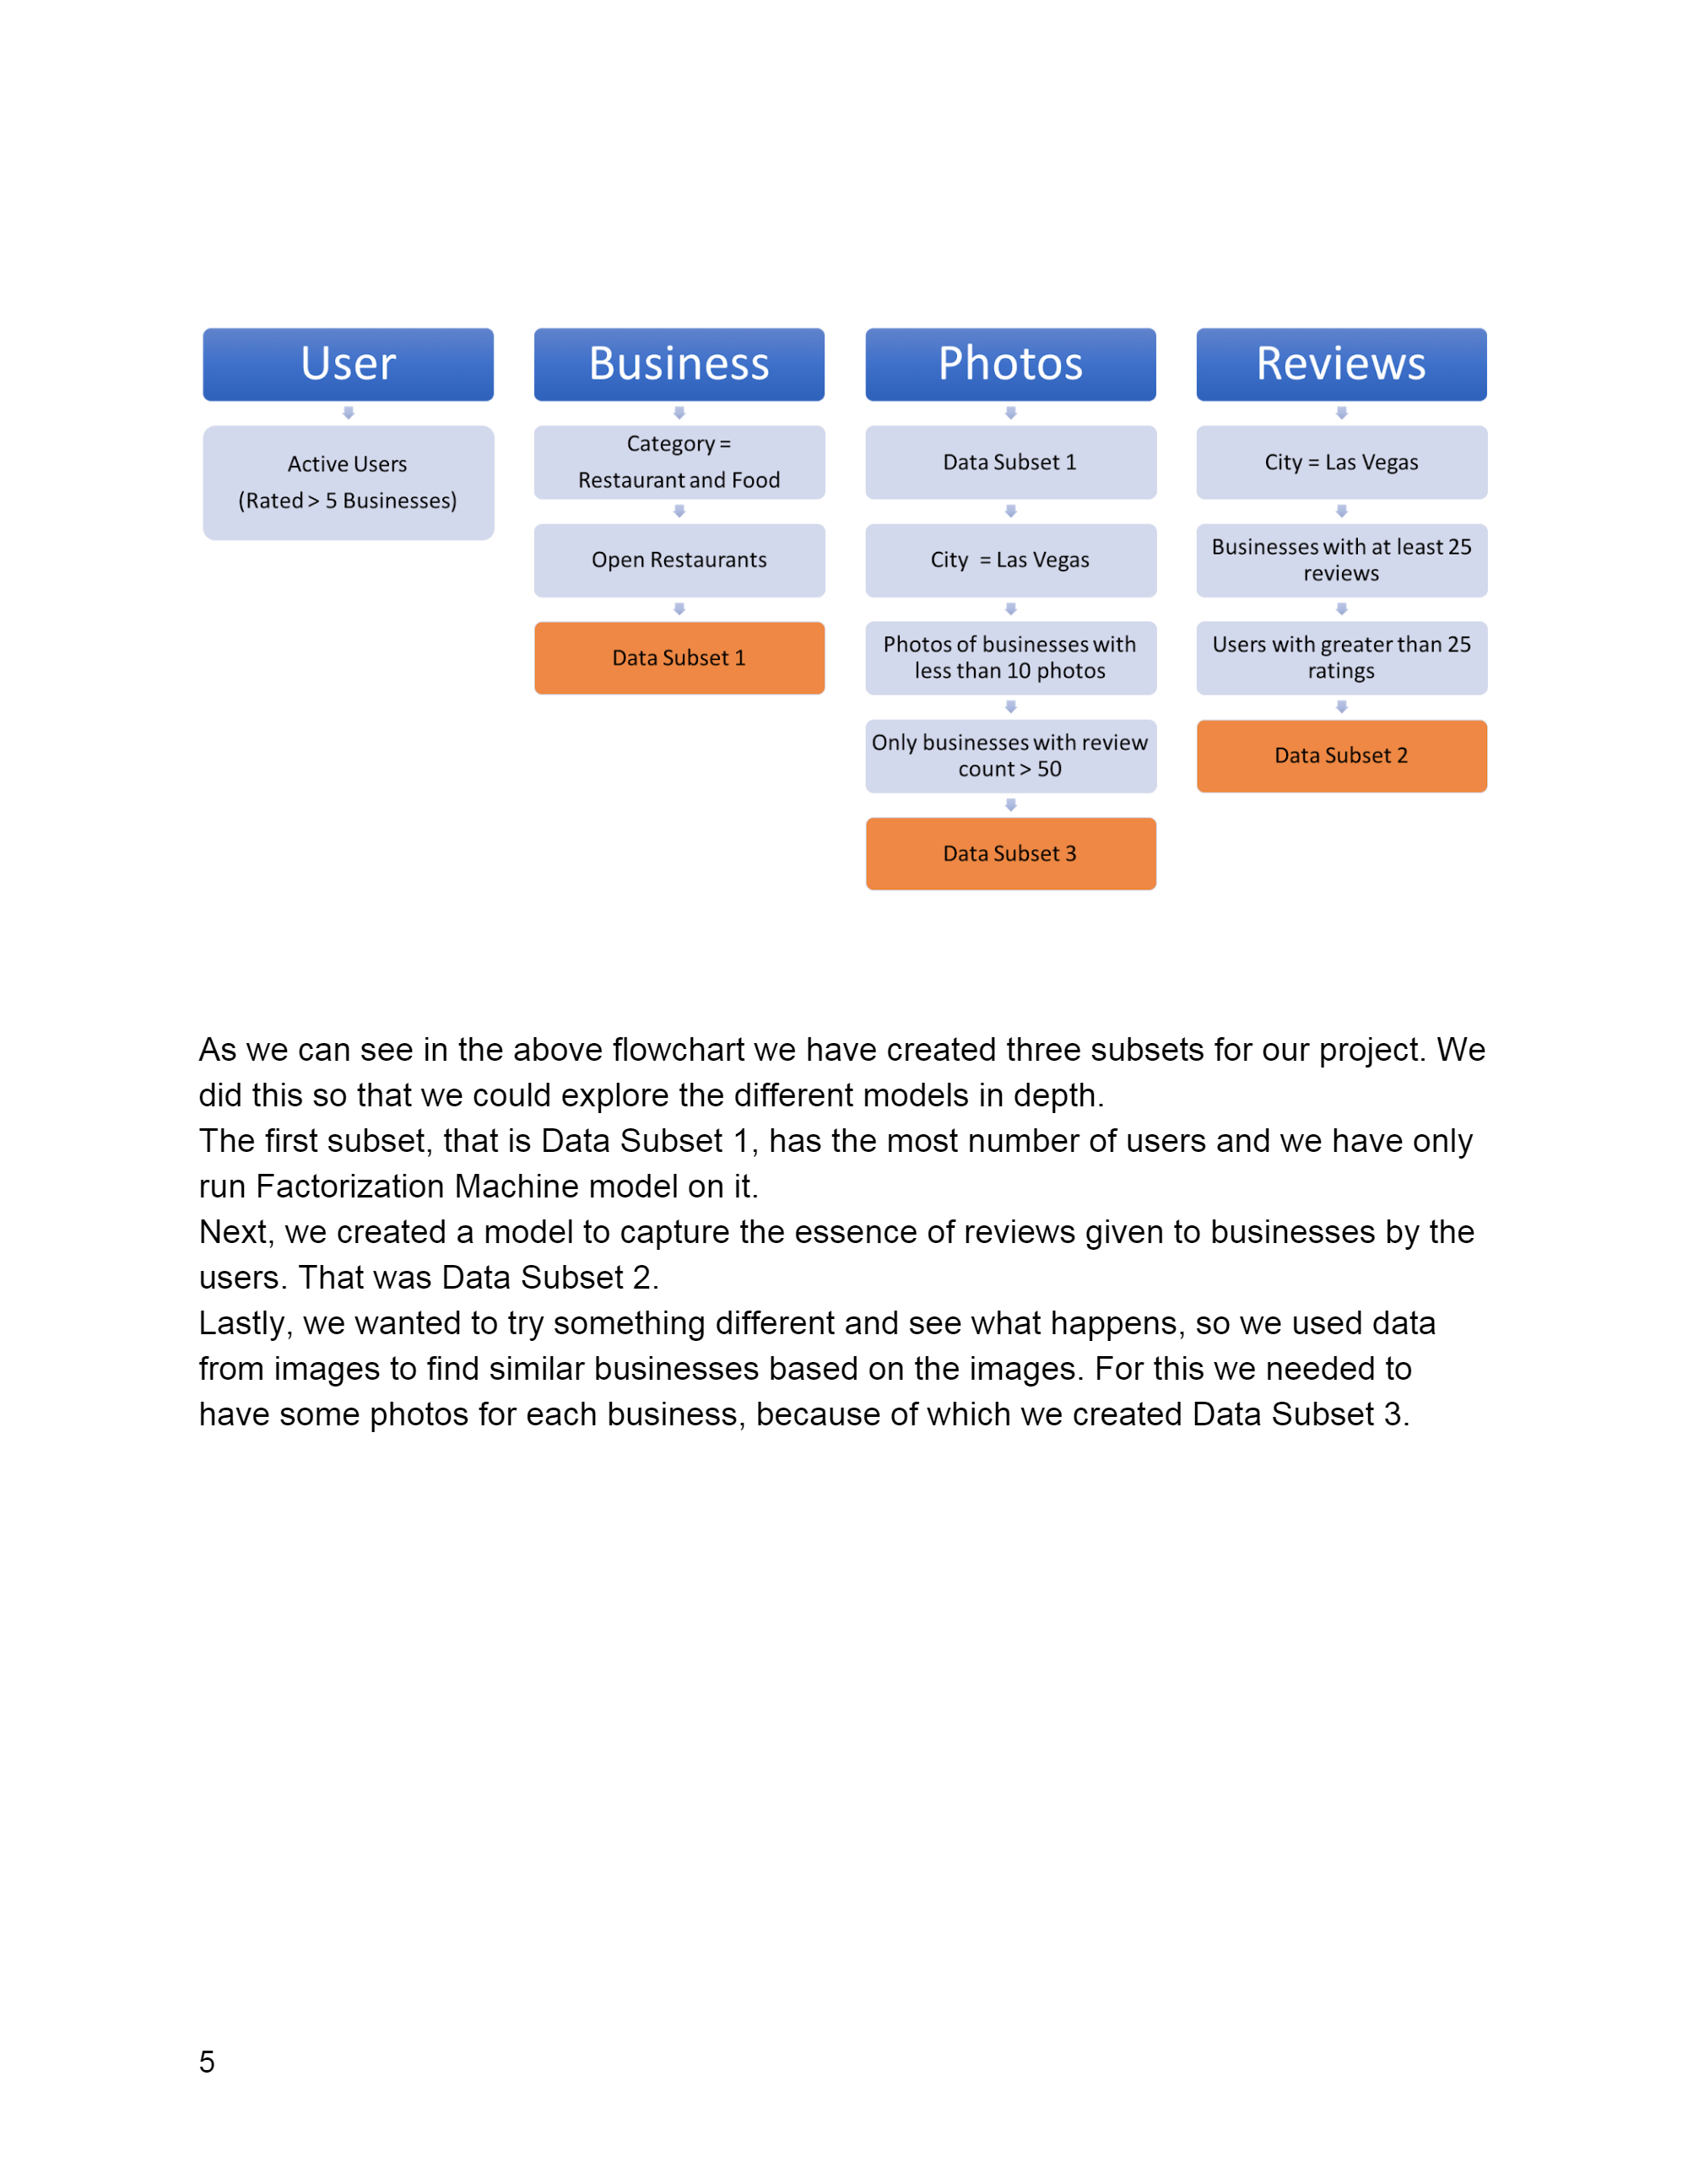 User
Active Users
(Rated > 5 Businesses)
Business
Category =
Restaurant and Food
Open Restaurants
Data Subset 1
Photos
Data Subset 1
City  = Las Vegas
Photos of businesses with
less than 10 photos
Only businesses with review
count > 50
Data Subset 3
Reviews
City = Las Vegas
Businesses with at least 25
reviews
Users with greater than 25
ratings
Data Subset 2
As we can see in the above flowchart we have created three subsets for our project. We
did this so that we could explore the different models in depth.
The first subset, that is Data Subset 1, has the most number of users and we have only
run Factorization Machine model on it.
Next, we created a model to capture the essence of reviews given to businesses by the
users. That was Data Subset 2.
Lastly, we wanted to try something different and see what happens, so we used data
from images to find similar businesses based on the images. For this we needed to
have some photos for each business, because of which we created Data Subset 3.
5